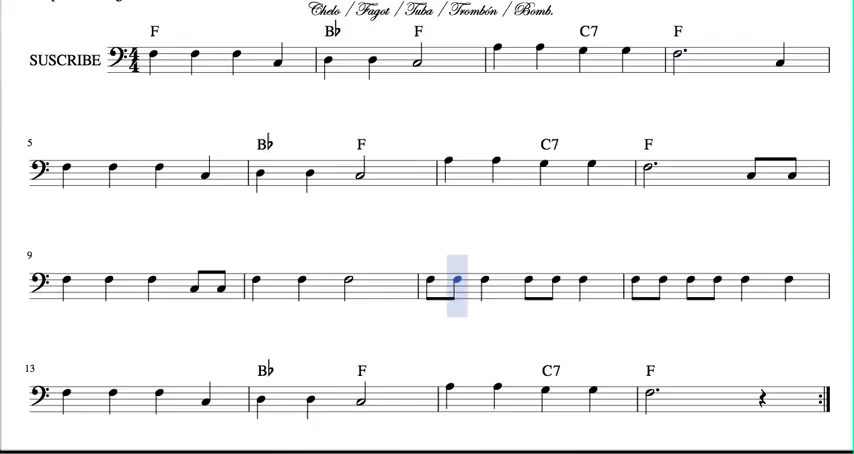 Chelo / Fagot / Tuba / Trombón / Bomb.
F B♭ F C7 F
SUSCRIBE
5 B♭ F C7 F
9
13 B♭ F C7 F